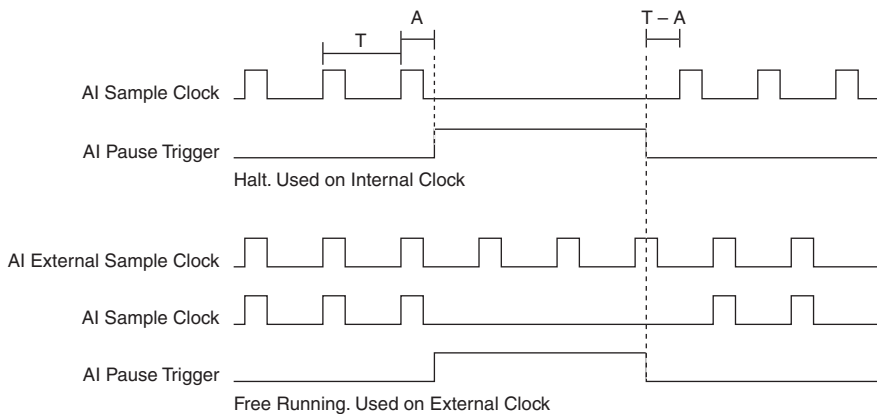 A
T – A
T
AI Sample Clock
AI Pause Trigger
Halt. Used on Internal Clock
AI External Sample Clock
AI Sample Clock
AI Pause Trigger
Free Running. Used on External Clock